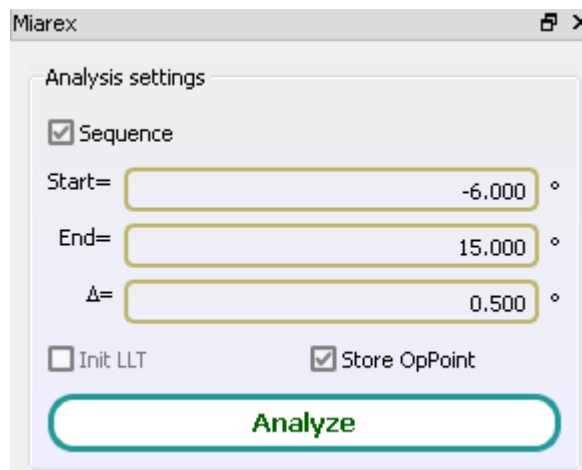 Miarex
Analysis settings
Sequence
Start= -6.000 °
End= 15.000 °
Δ= 0.500 °
Init LLT Store OpPoint
Analyze